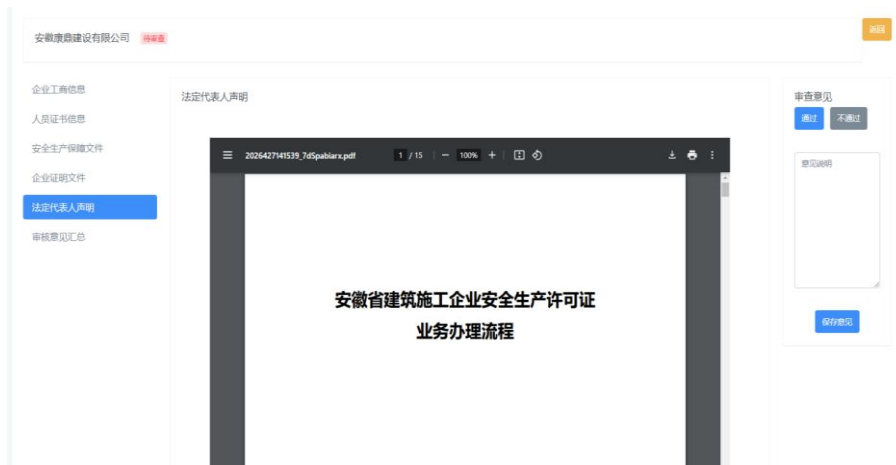 安徽康鼎建设有限公司 待审查
返回
企业工商信息
人员证书信息
安全生产保障文件
企业证明文件
法定代表人声明
审核意见汇总
法定代表人声明
2026427141539_7dSpabiarx.pdf 1 / 15 — 100% +
安徽省建筑施工企业安全生产许可证
业务办理流程
审查意见
通过 不通过
意见说明
保存意见